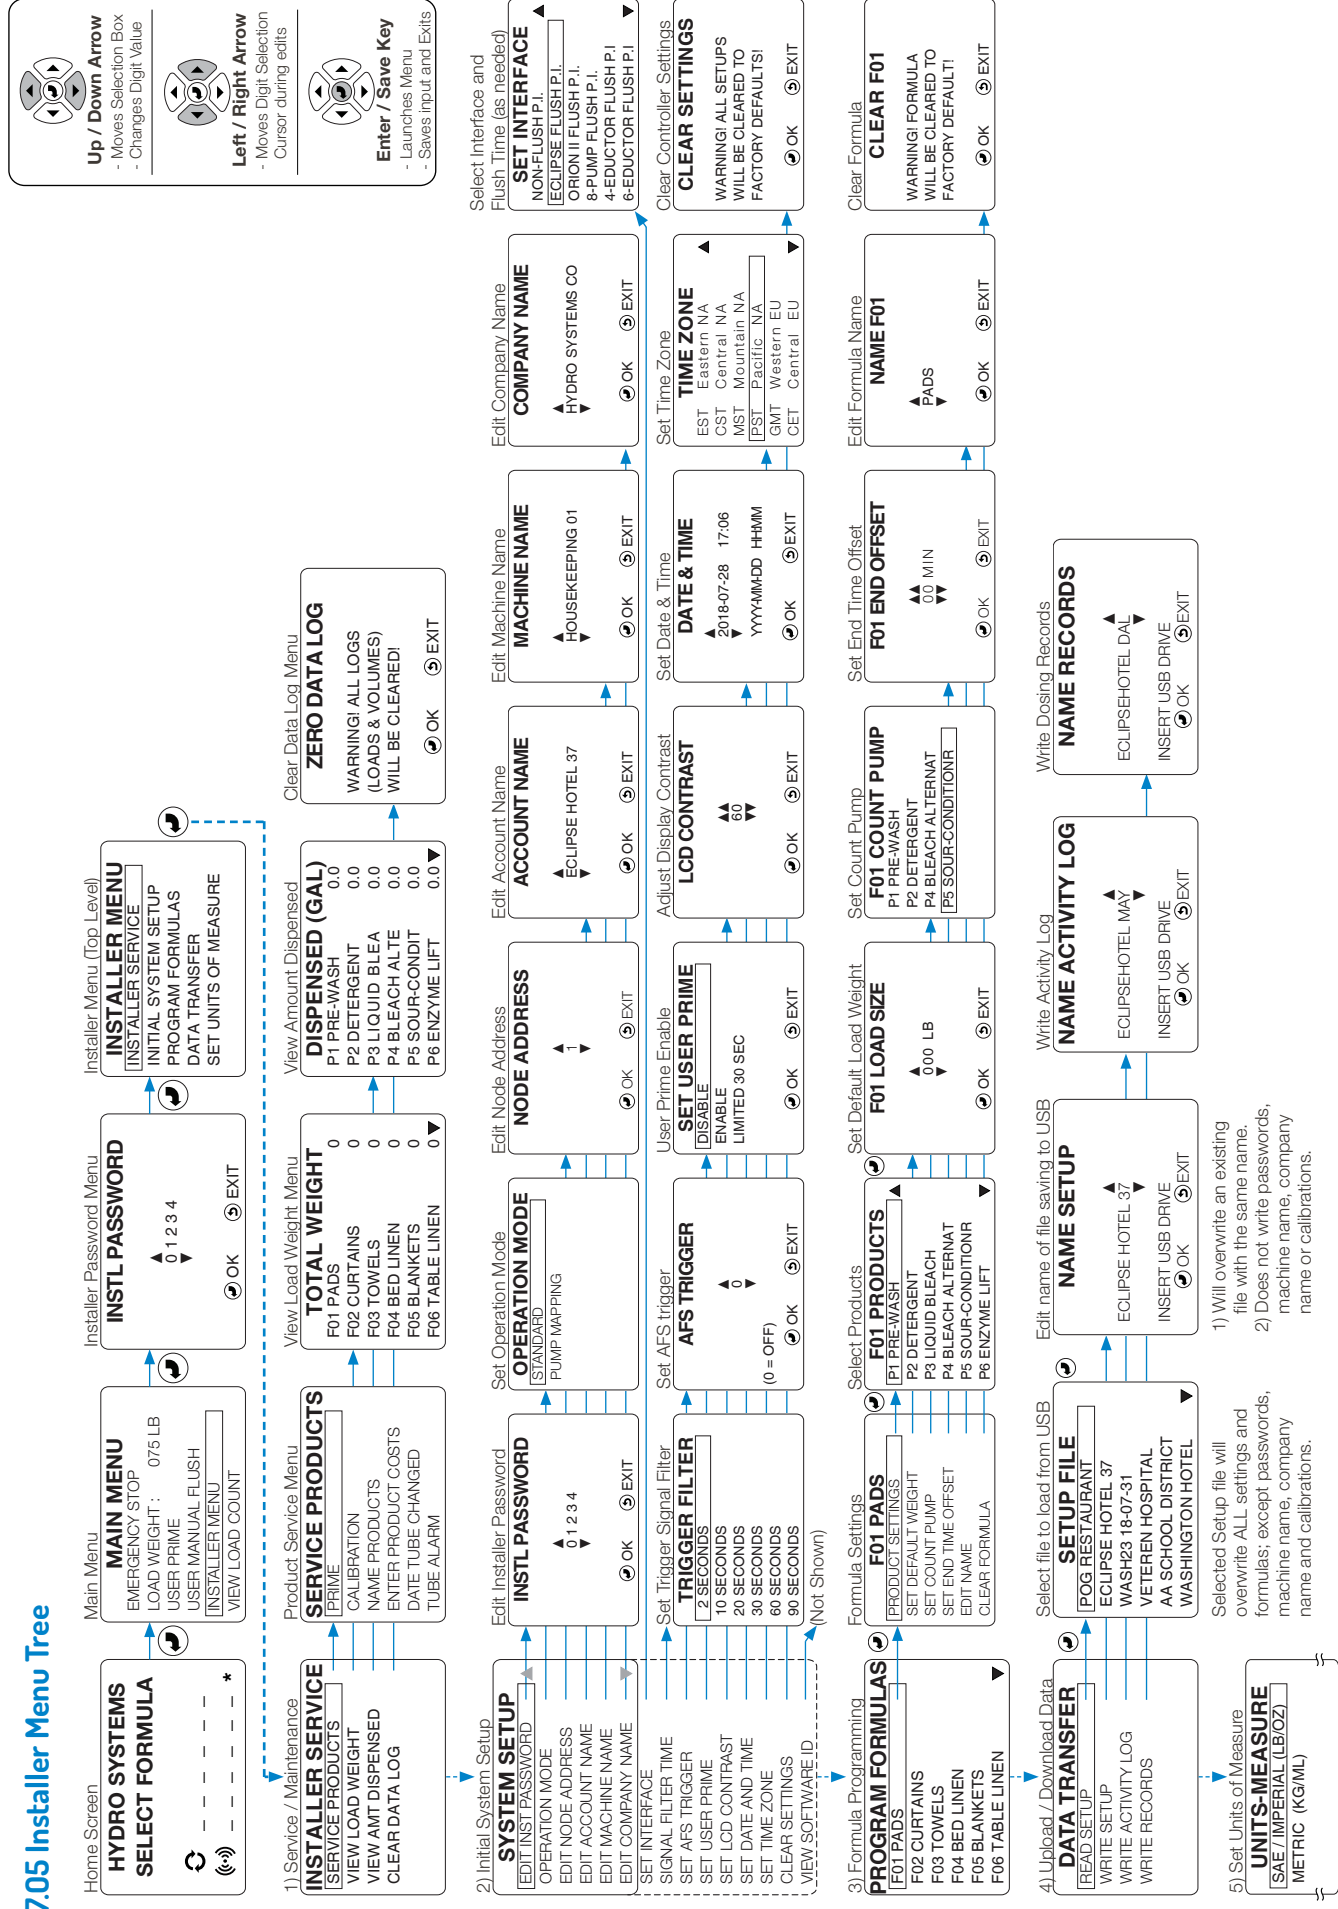 7.05 Installer Menu Tree
Up / Down Arrow
- Moves Selection Box
- Changes Digit Value
Left / Right Arrow
- Moves Digit Selection
Cursor during edits
Enter / Save Key
- Launches Menu
- Saves input and Exits
Home Screen
HYDRO SYSTEMS
SELECT FORMULA
– – – – – –
– – – – – *
Main Menu
MAIN MENU
EMERGENCY STOP
LOAD WEIGHT : 075 LB
USER PRIME
USER MANUAL FLUSH
INSTALLER MENU
VIEW LOAD COUNT
Installer Password Menu
INSTL PASSWORD
0 1 2 3 4
OK EXIT
Installer Menu (Top Level)
INSTALLER MENU
INSTALLER SERVICE
INITIAL SYSTEM SETUP
PROGRAM FORMULAS
DATA TRANSFER
SET UNITS OF MEASURE
1) Service / Maintenance
INSTALLER SERVICE
SERVICE PRODUCTS
VIEW LOAD WEIGHT
VIEW AMT DISPENSED
CLEAR DATA LOG
Product Service Menu
SERVICE PRODUCTS
PRIME
CALIBRATION
NAME PRODUCTS
ENTER PRODUCT COSTS
DATE TUBE CHANGED
TUBE ALARM
View Load Weight Menu
TOTAL WEIGHT
F01 PADS 0
F02 CURTAINS 0
F03 TOWELS 0
F04 BED LINEN 0
F05 BLANKETS 0
F06 TABLE LINEN 0
View Amount Dispensed
DISPENSED (GAL)
P1 PRE-WASH 0.0
P2 DETERGENT 0.0
P3 LIQUID BLEA 0.0
P4 BLEACH ALTE 0.0
P5 SOUR-CONDIT 0.0
P6 ENZYME LIFT 0.0
Clear Data Log Menu
ZERO DATA LOG
WARNING! ALL LOGS
(LOADS & VOLUMES)
WILL BE CLEARED!
OK EXIT
2) Initial System Setup
SYSTEM SETUP
EDIT INST PASSWORD
OPERATION MODE
EDIT NODE ADDRESS
EDIT ACCOUNT NAME
EDIT MACHINE NAME
EDIT COMPANY NAME
SET INTERFACE
SIGNAL FILTER TIME
SET AFS TRIGGER
SET USER PRIME
SET LCD CONTRAST
SET DATE AND TIME
SET TIME ZONE
CLEAR SETTINGS
VIEW SOFTWARE ID
(Not Shown)
Edit Installer Password
INSTL PASSWORD
0 1 2 3 4
OK EXIT
Set Operation Mode
OPERATION MODE
STANDARD
PUMP MAPPING
Edit Node Address
NODE ADDRESS
1
OK EXIT
Edit Account Name
ACCOUNT NAME
ECLIPSE HOTEL 37
OK EXIT
Edit Machine Name
MACHINE NAME
HOUSEKEEPING 01
OK EXIT
Edit Company Name
COMPANY NAME
HYDRO SYSTEMS CO
OK EXIT
Select Interface and
Flush Time (as needed)
SET INTERFACE
NON-FLUSH P.I.
ECLIPSE FLUSH P.I.
ORION II FLUSH P.I.
8-PUMP FLUSH P.I.
4-EDUCTOR FLUSH P.I
6-EDUCTOR FLUSH P.I
Set Trigger Signal Filter
TRIGGER FILTER
2 SECONDS
10 SECONDS
20 SECONDS
30 SECONDS
60 SECONDS
90 SECONDS
Set AFS trigger
AFS TRIGGER
0
(0 = OFF)
OK EXIT
User Prime Enable
SET USER PRIME
DISABLE
ENABLE
LIMITED 30 SEC
OK EXIT
Adjust Display Contrast
LCD CONTRAST
60
OK EXIT
Set Date & Time
DATE & TIME
2018-07-28 17:06
YYYY-MM-DD HH:MM
OK EXIT
Set Time Zone
TIME ZONE
EST Eastern NA
CST Central NA
MST Mountain NA
PST Pacific NA
GMT Western EU
CET Central EU
Clear Controller Settings
CLEAR SETTINGS
WARNING! ALL SETUPS
WILL BE CLEARED TO
FACTORY DEFAULTS!
OK EXIT
3) Formula Programming
PROGRAM FORMULAS
F01 PADS
F02 CURTAINS
F03 TOWELS
F04 BED LINEN
F05 BLANKETS
F06 TABLE LINEN
Formula Settings
F01 PADS
PRODUCT SETTINGS
SET DEFAULT WEIGHT
SET COUNT PUMP
SET END TIME OFFSET
EDIT NAME
CLEAR FORMULA
Select Products
F01 PRODUCTS
P1 PRE-WASH
P2 DETERGENT
P3 LIQUID BLEACH
P4 BLEACH ALTERNAT
P5 SOUR-CONDITIONR
P6 ENZYME LIFT
Set Default Load Weight
F01 LOAD SIZE
000 LB
OK EXIT
Set Count Pump
F01 COUNT PUMP
P1 PRE-WASH
P2 DETERGENT
P4 BLEACH ALTERNAT
P5 SOUR-CONDITIONR
Set End Time Offset
F01 END OFFSET
00 MIN
OK EXIT
Edit Formula Name
NAME F01
PADS
OK EXIT
Clear Formula
CLEAR F01
WARNING! FORMULA
WILL BE CLEARED TO
FACTORY DEFAULT!
OK EXIT
4) Upload / Download Data
DATA TRANSFER
READ SETUP
WRITE SETUP
WRITE ACTIVITY LOG
WRITE RECORDS
Select file to load from USB
SETUP FILE
POG RESTAURANT
ECLIPSE HOTEL 37
WASH23 18-07-31
VETEREN HOSPITAL
AA SCHOOL DISTRICT
WASHINGTON HOTEL
Selected Setup file will
overwrite ALL settings and
formulas; except passwords,
machine name, company
name and calibrations.
Edit name of file saving to USB
NAME SETUP
ECLIPSE HOTEL 37
INSERT USB DRIVE
OK EXIT
1) Will overwrite an existing
file with the same name.
2) Does not write passwords,
machine name, company
name or calibrations.
Write Activity Log
NAME ACTIVITY LOG
ECLIPSEHOTEL MAY
INSERT USB DRIVE
OK EXIT
Write Dosing Records
NAME RECORDS
ECLIPSEHOTEL DAL
INSERT USB DRIVE
OK EXIT
5) Set Units of Measure
UNITS-MEASURE
SAE / IMPERIAL (LB/OZ)
METRIC (KG/ML)